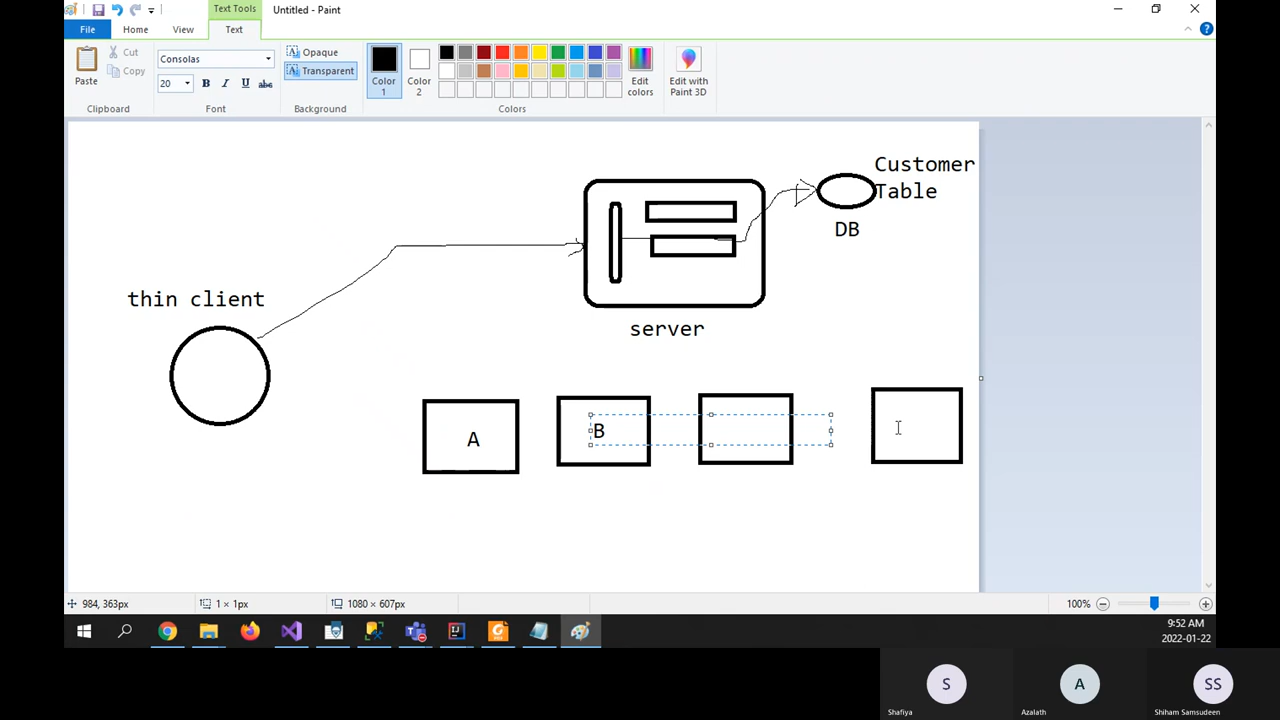 Text Tools
Untitled - Paint
File
Home
View
Text
Paste
Cut
Copy
Clipboard
Consolas
20
B
I
U
abc
Font
Opaque
Transparent
Background
Color
1
Color
2
Edit
colors
Edit with
Paint 3D
Colors
Customer
Table
DB
thin client
server
A
B
984, 363px
1 × 1px
1080 × 607px
100%
9:52 AM
2022-01-22
S
Shafiya
A
Azalath
SS
Shiham Samsudeen